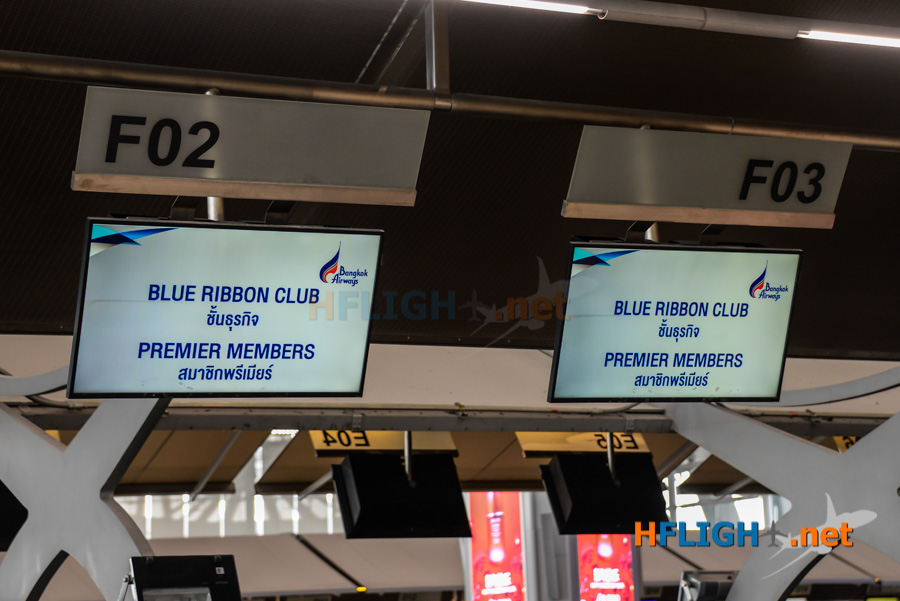 F02
F03
Bangkok
Airways
BLUE RIBBON CLUB
ชั้นธุรกิจ
PREMIER MEMBERS
สมาชิกพรีเมียร์
Bangkok
Airways
BLUE RIBBON CLUB
ชั้นธุรกิจ
PREMIER MEMBERS
สมาชิกพรีเมียร์
HFLIGHT.net
E04
E05
HFLIGHT.net